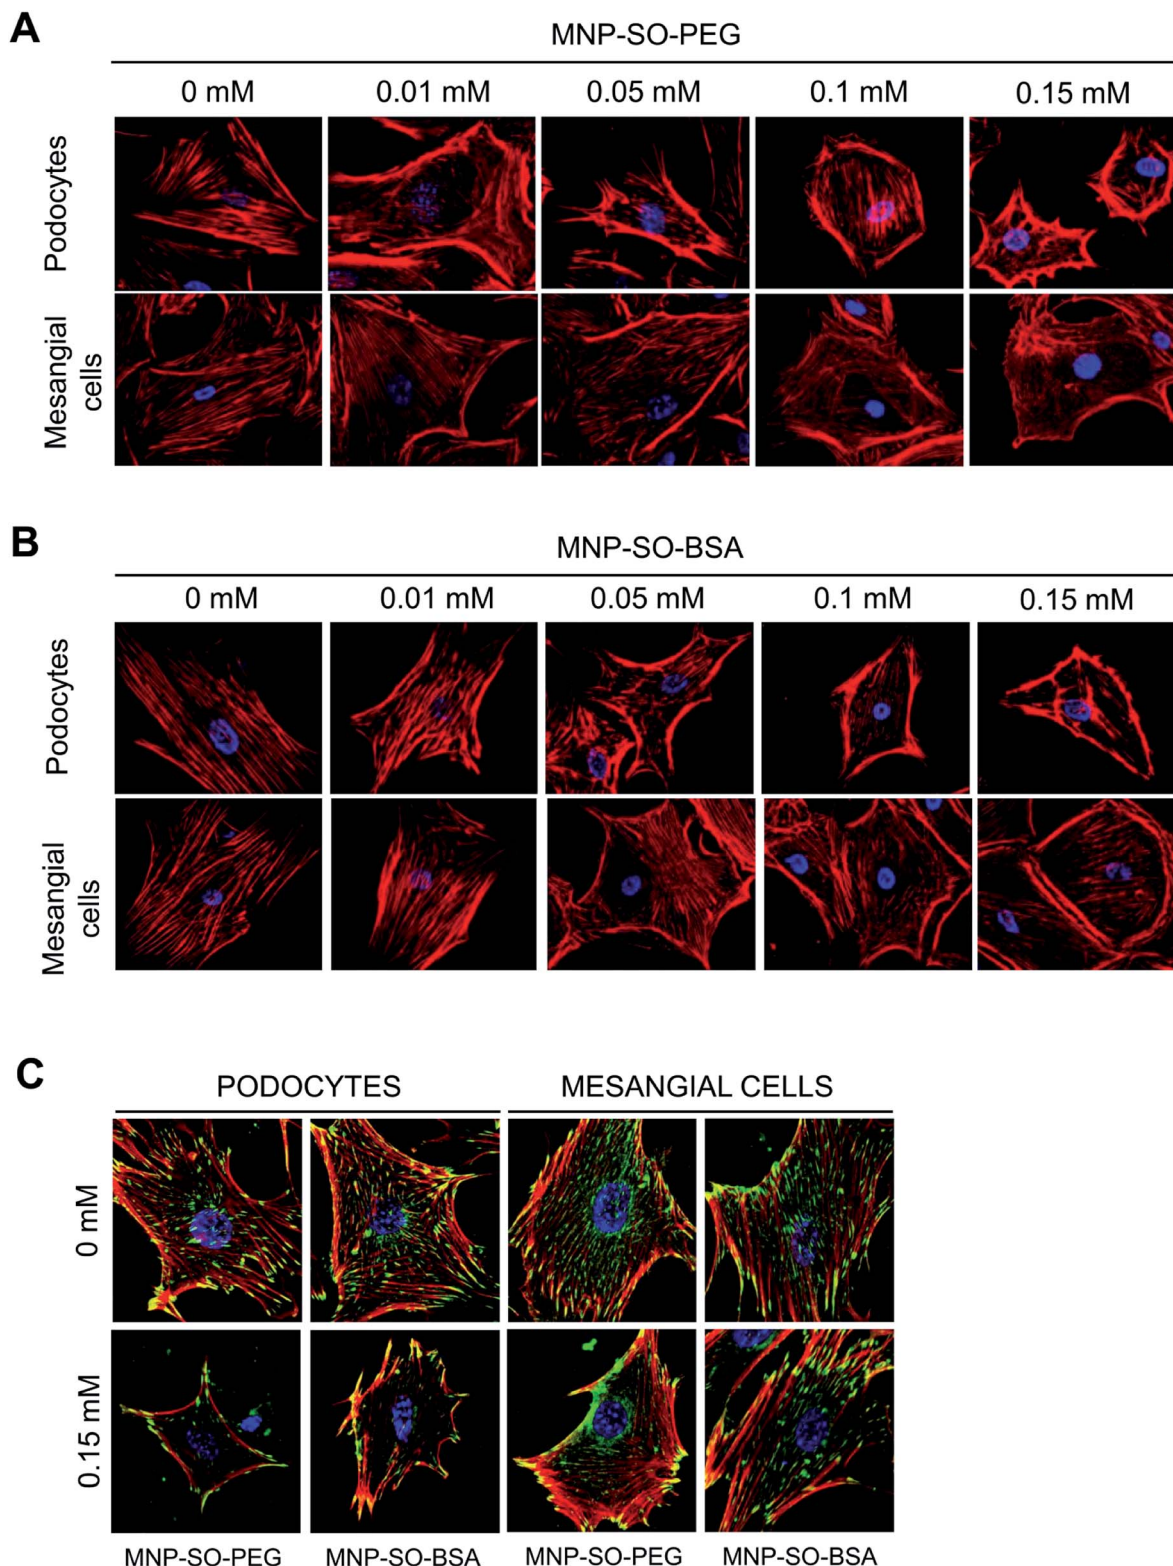 A
MNP-SO-PEG
0 mM 0.01 mM 0.05 mM 0.1 mM 0.15 mM
Podocytes
Mesangial
cells
B
MNP-SO-BSA
0 mM 0.01 mM 0.05 mM 0.1 mM 0.15 mM
Podocytes
Mesangial
cells
C
PODOCYTES MESANGIAL CELLS
0 mM
0.15 mM
MNP-SO-PEG MNP-SO-BSA MNP-SO-PEG MNP-SO-BSA